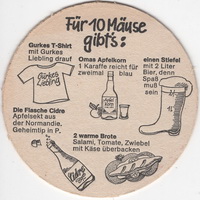 Für 10 Mäuse
gibt's:
Gurkes T-Shirt
mit Gurkes
Liebling drauf
Gurkes
Liebling
Omas Apfelkorn
1 Karaffe reicht für
zweimal blau
einen Stiefel
mit 2 Liter
Bier, denn
Spaß
muß
sein
Die Flasche Cidre
Apfelsekt aus
der Normandie,
Geheimtip in P.
Cidre
2 warme Brote
Salami, Tomate, Zwiebel
mit Käse überbacken